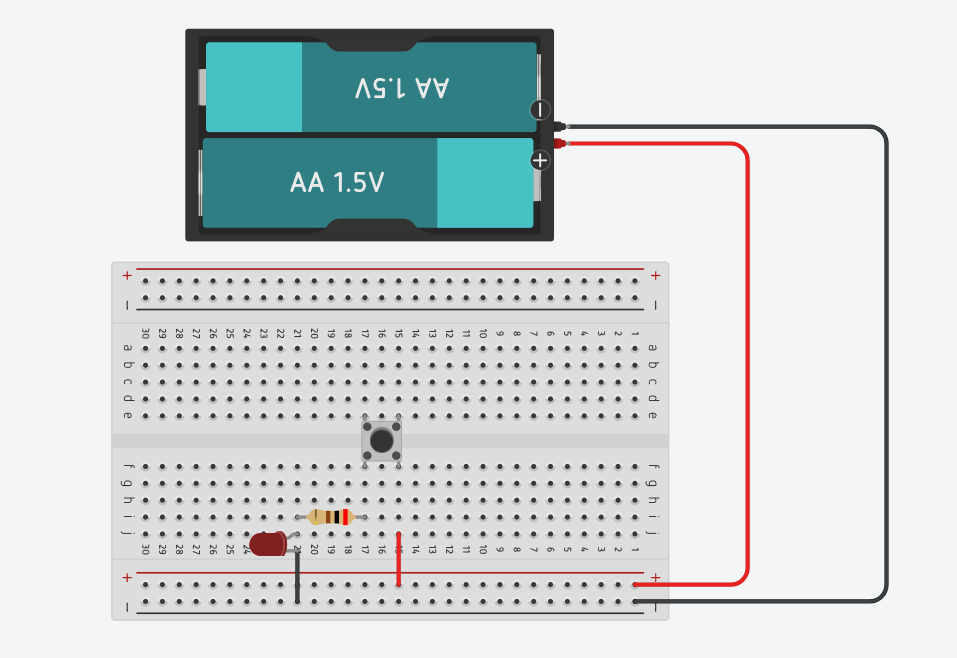 AA 1.5V
−
+
AA 1.5V
+ +
− −
30 29 28 27 26 25 24 23 22 21 20 19 18 17 16 15 14 13 12 11 10 9 8 7 6 5 4 3 2 1
a a
b b
c c
d d
e e
f f
g g
h h
i i
j j
30 29 28 27 26 25 20 19 18 17 16 14 13 12 11 10 9 8 7 6 5 4 3 2 1
+ +
− −